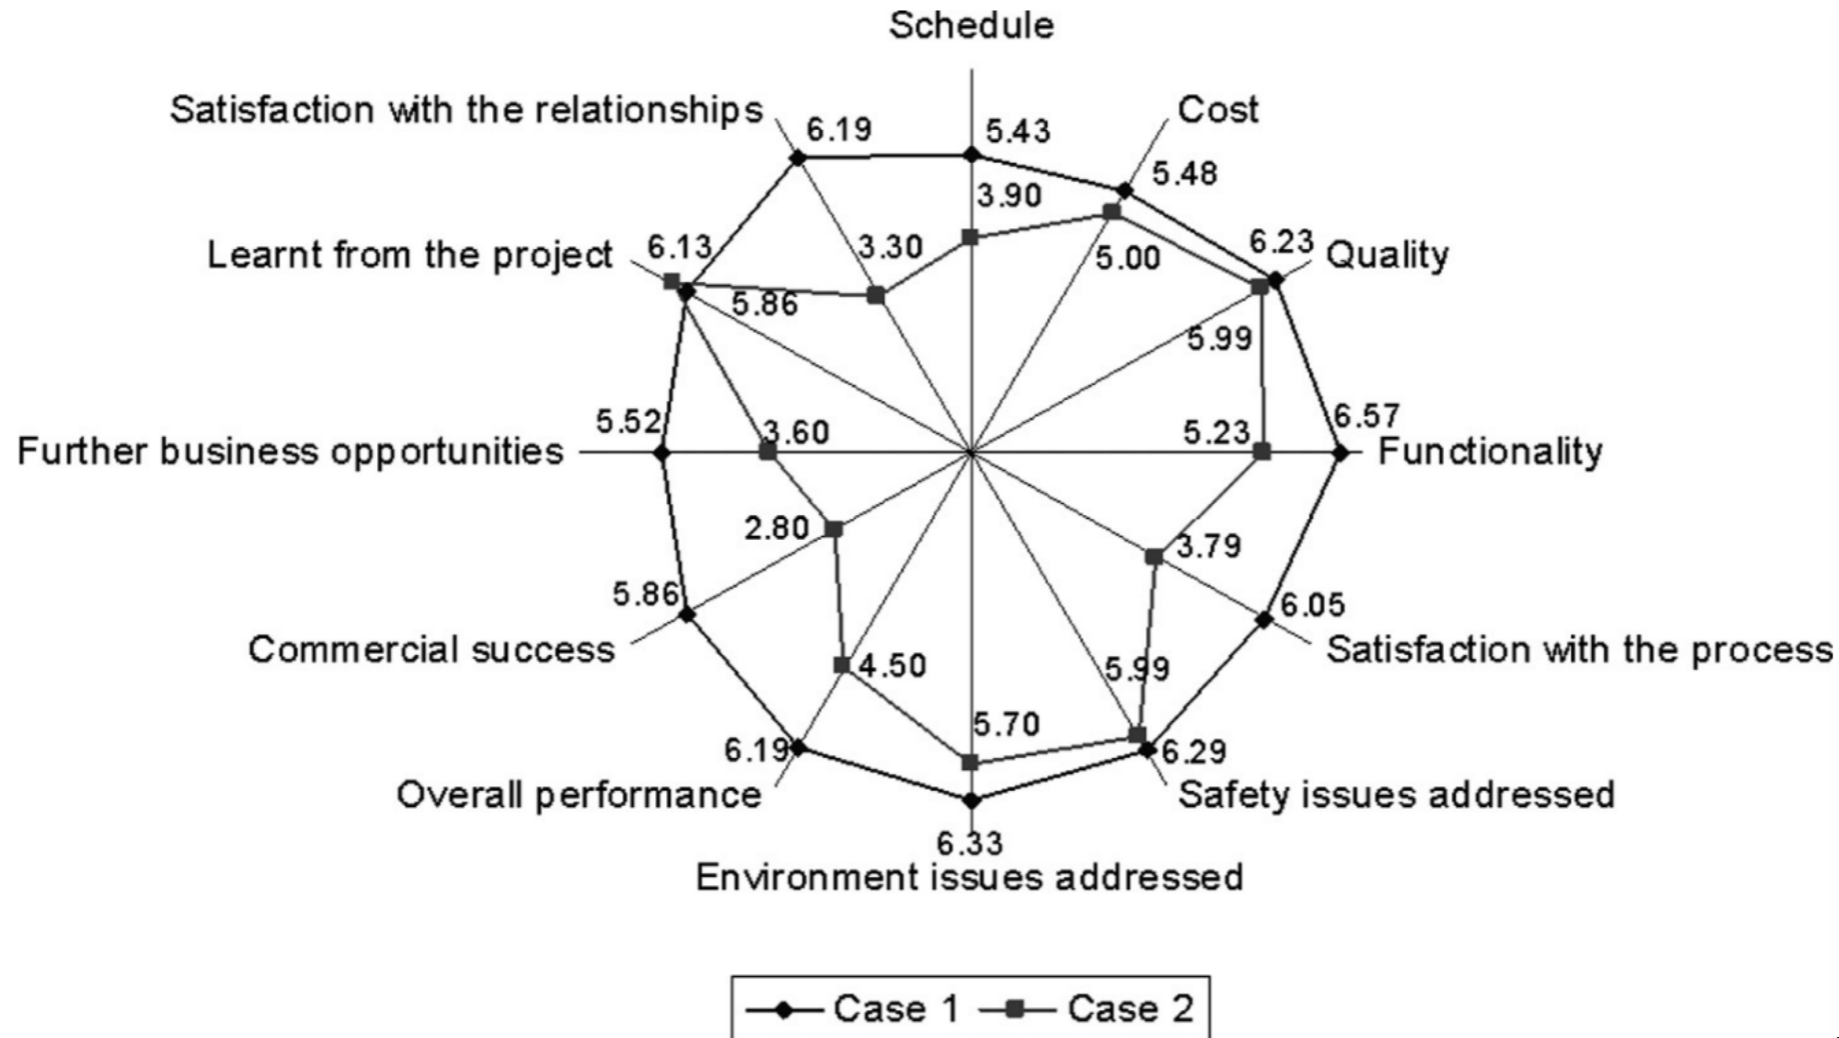 Schedule
Satisfaction with the relationships
Cost
6.19
5.43
5.48
3.90
Learnt from the project
6.13
3.30
5.00
6.23
Quality
5.86
5.99
5.52
3.60
5.23
6.57
Further business opportunities
Functionality
2.80
3.79
5.86
6.05
Commercial success
Satisfaction with the process
4.50
5.99
6.19
5.70
6.29
Overall performance
Safety issues addressed
6.33
Environment issues addressed
Case 1
Case 2